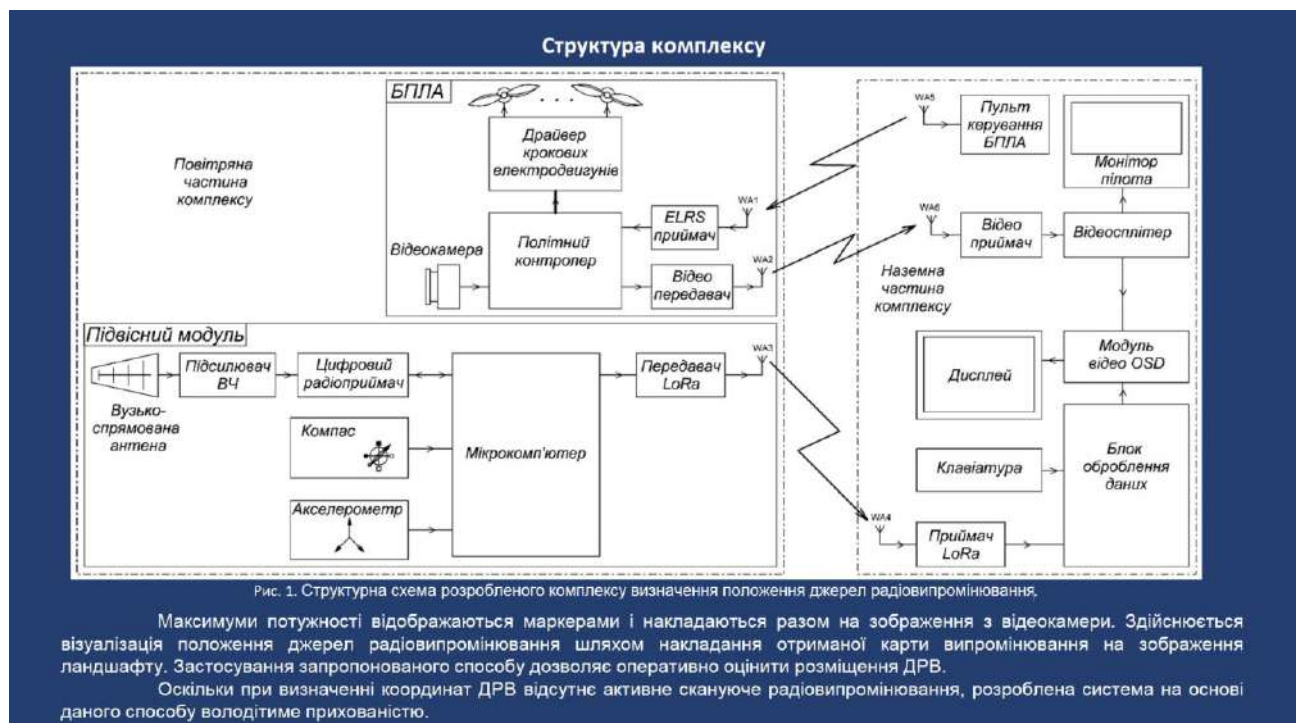 Структура комплексу
БПЛА
. . .
Драйвер
крокових
електродвигунів
Повітряна
частина
комплексу
WA1
ELRS
приймач
Політний
контролер
Відеокамера
WA2
Відео
передавач
WA5
Пульт
керування
БПЛА
Монітор
пілота
WA6
Відео
приймач
Відеосплітер
Наземна
частина
комплексу
Підвісний модуль
Підсилювач
ВЧ
Цифровий
радіоприймач
Вузько-
спрямована
антена
Компас
Акселерометр
Мікрокомп'ютер
Передавач
LoRa
WA3
Дисплей
Модуль
відео OSD
Клавіатура
Блок
оброблення
даних
WA4
Приймач
LoRa
Рис. 1. Структурна схема розробленого комплексу визначення положення джерел радіовипромінювання.
Максимуми потужності відображаються маркерами і накладаються разом на зображення з відеокамери. Здійснюється
візуалізація положення джерел радіовипромінювання шляхом накладання отриманої карти випромінювання на зображення
ландшафту. Застосування запропонованого способу дозволяє оперативно оцінити розміщення ДРВ.
Оскільки при визначенні координат ДРВ відсутнє активне скануюче радіовипромінювання, розроблена система на основі
даного способу володітиме прихованістю.